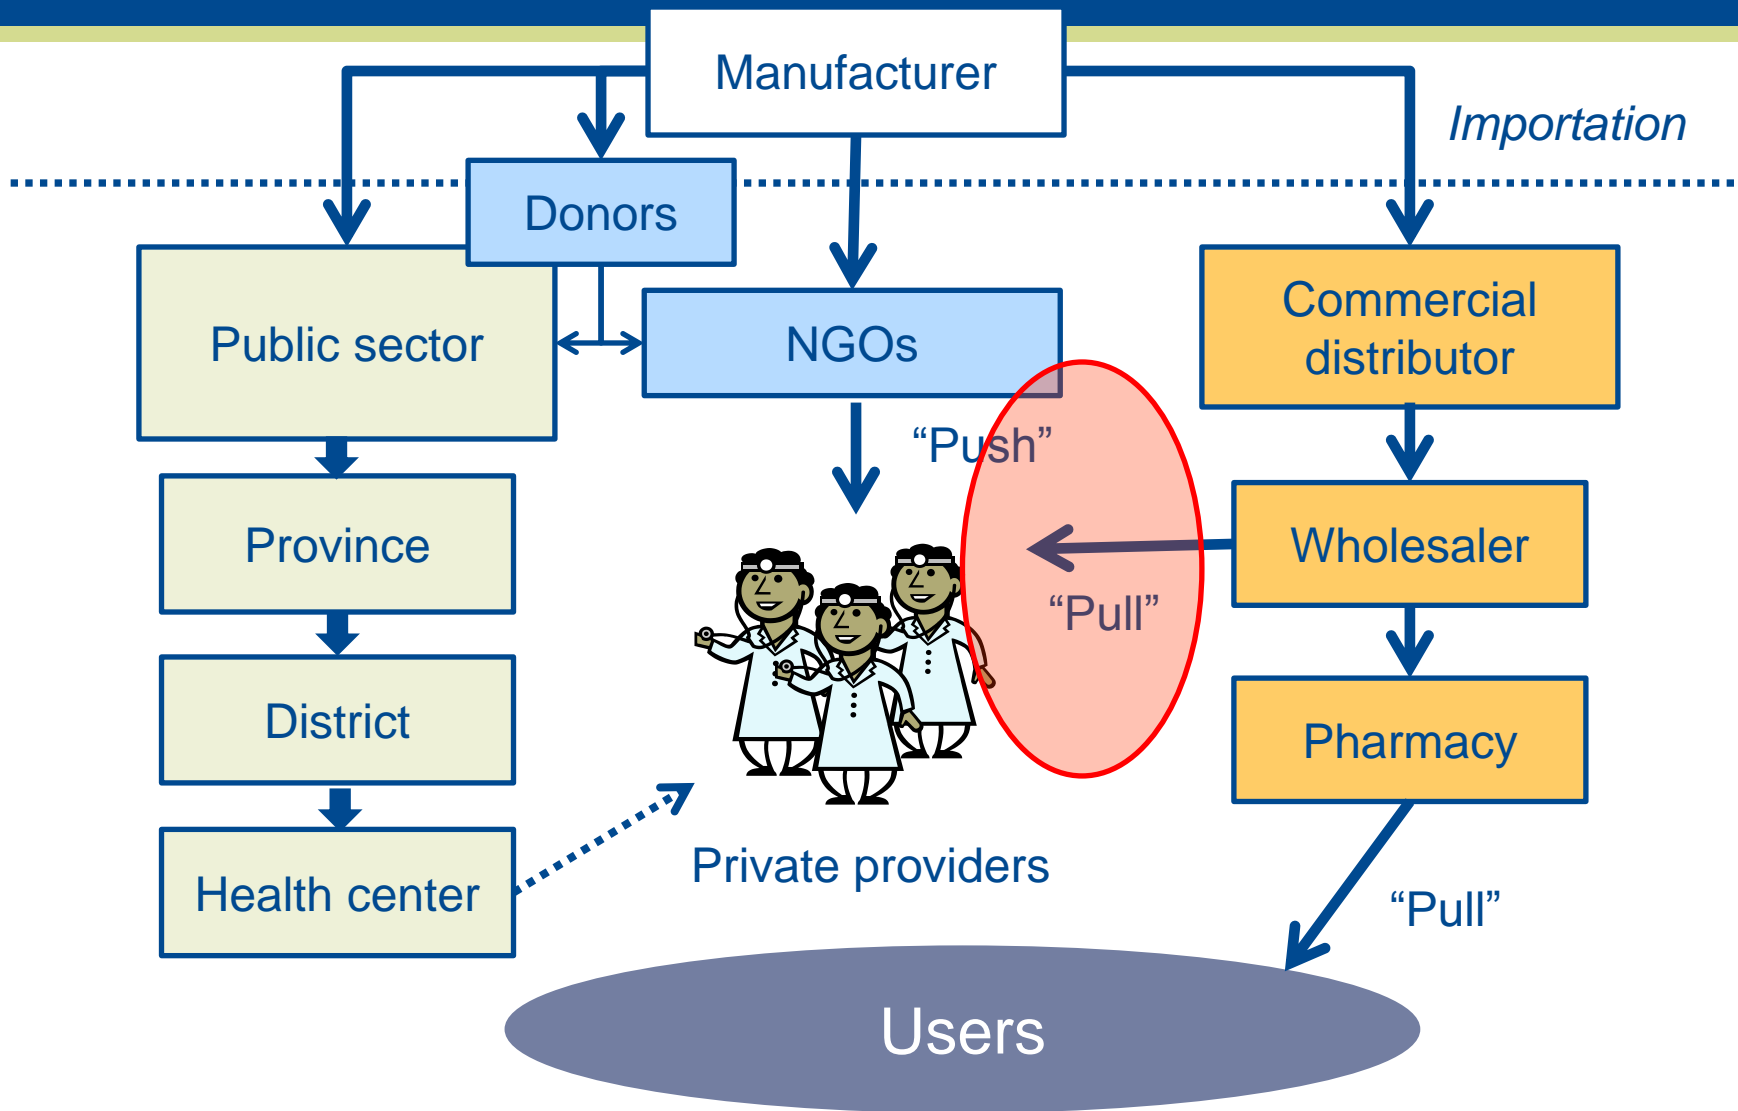 Manufacturer
Importation
Donors
Public sector
NGOs
Commercial
distributor
“Push”
Province
Wholesaler
“Pull”
District
Pharmacy
Private providers
Health center
“Pull”
Users